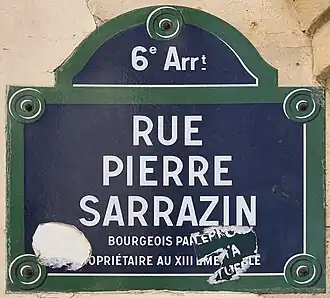 6e Arrt
RUE
PIERRE
SARRAZIN
BOURGEOIS
AU XIII